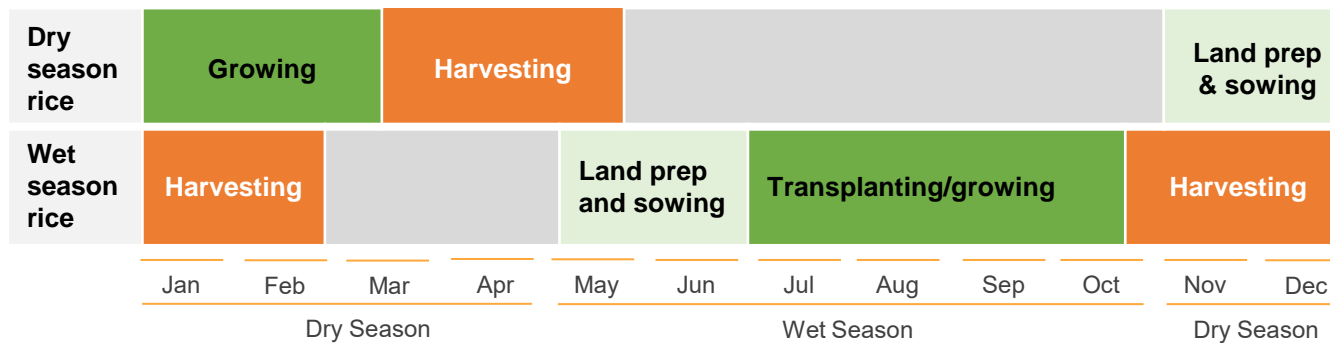 Dry
season
rice
Growing
Harvesting
Land prep
& sowing
Wet
season
rice
Harvesting
Land prep
and sowing
Transplanting/growing
Harvesting
Jan Feb Mar Apr May Jun Jul Aug Sep Oct Nov Dec
Dry Season Wet Season Dry Season